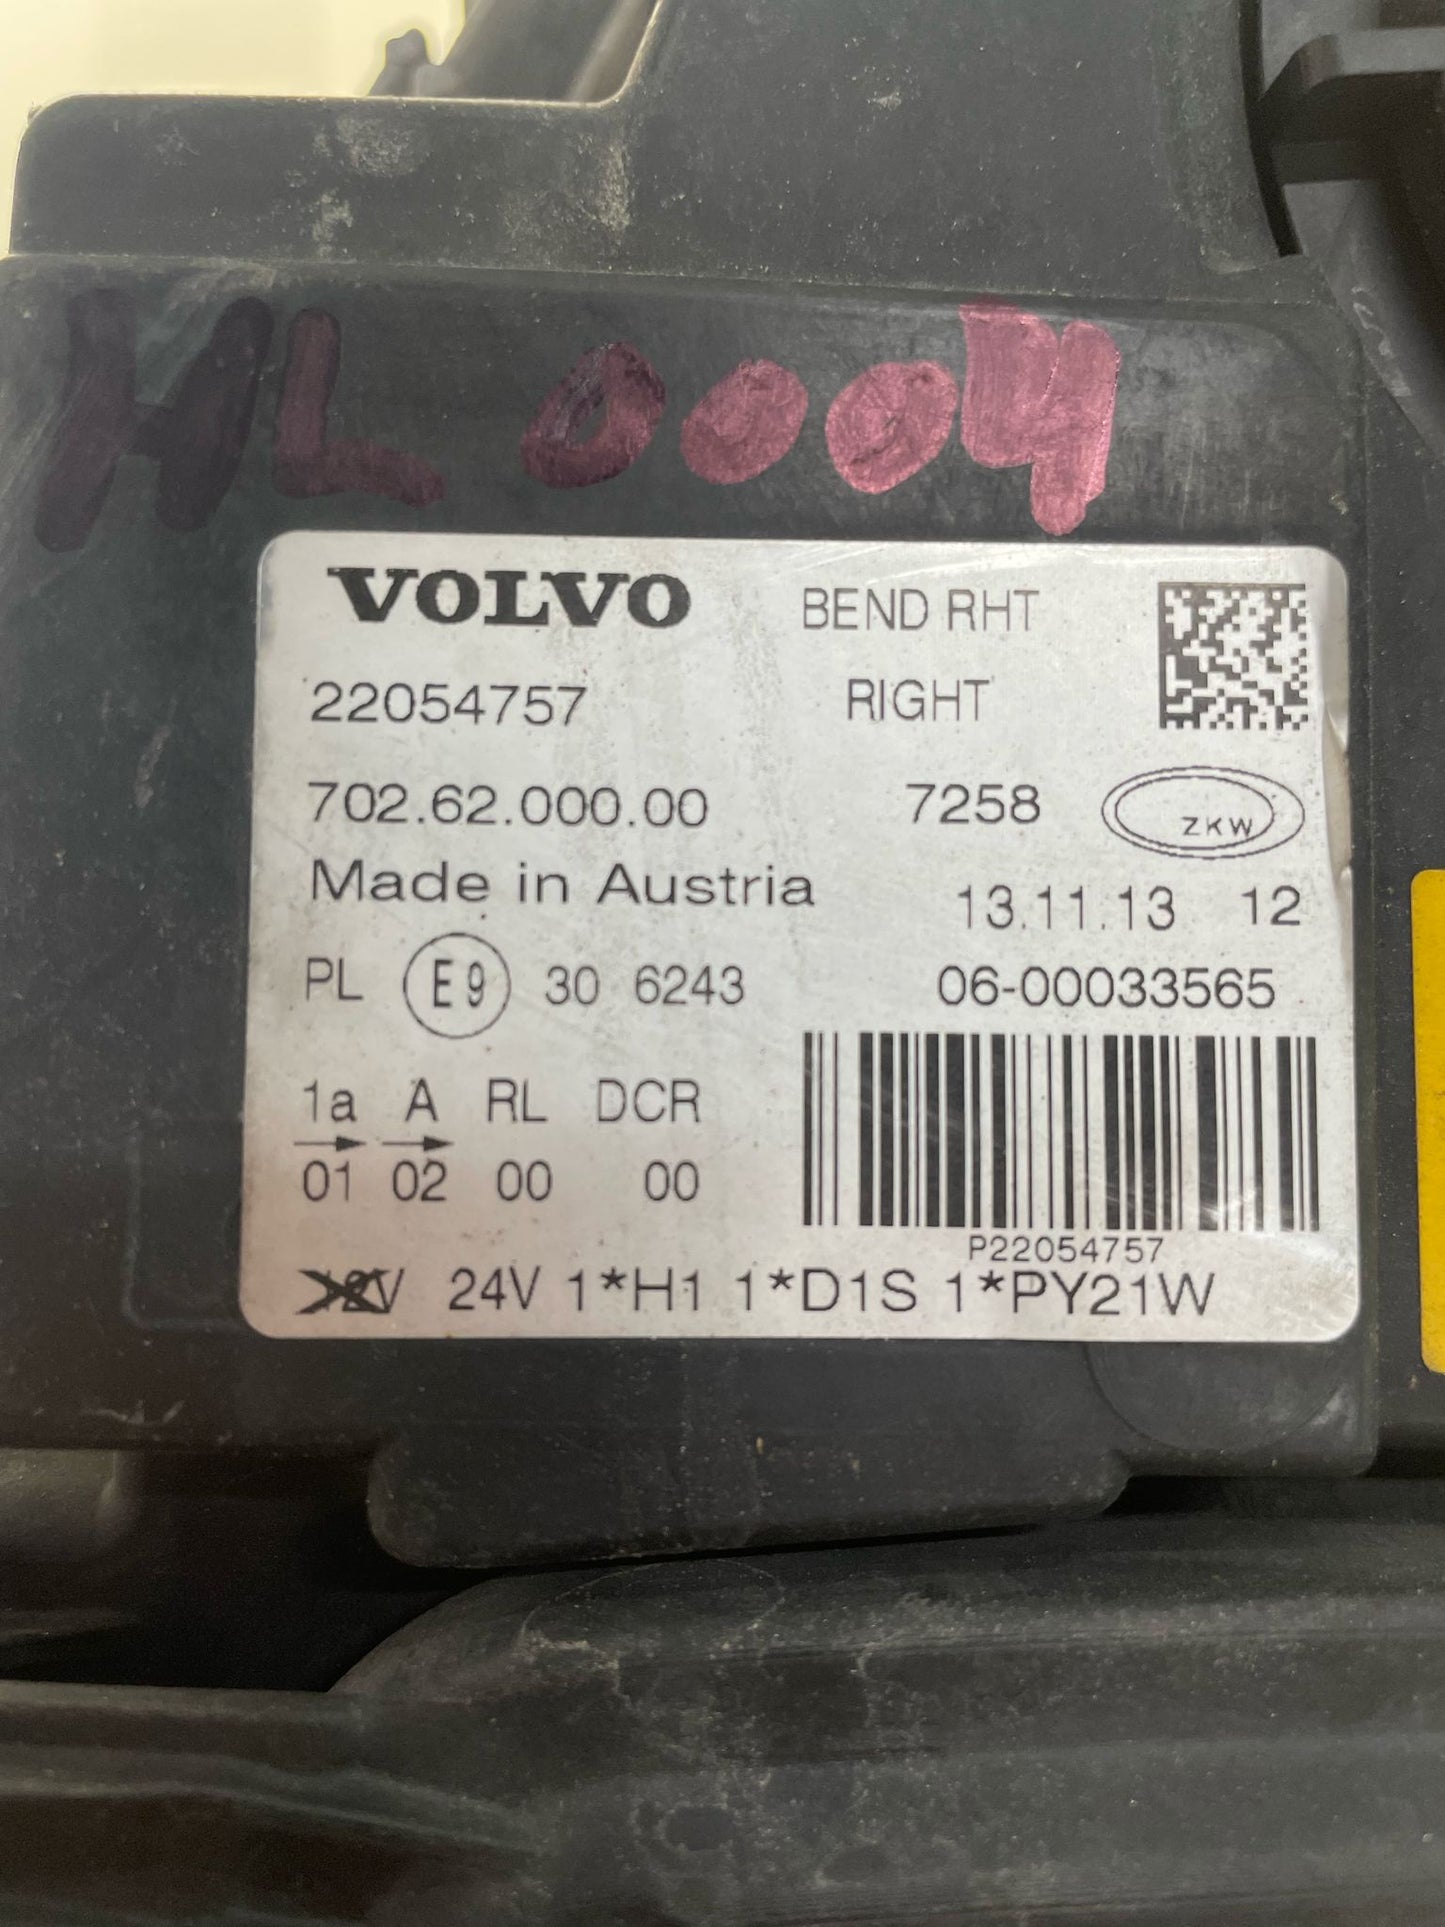 HL 0004
VOLVO BEND RHT
22054757 RIGHT
702.62.000.00 7258 ZKW
Made in Austria 13.11.13 12
PL E9 30 6243 06-00033565
1a A RL DCR
01 02 00 00
P22054757
12V 24V 1*H1 1*D1S 1*PY21W